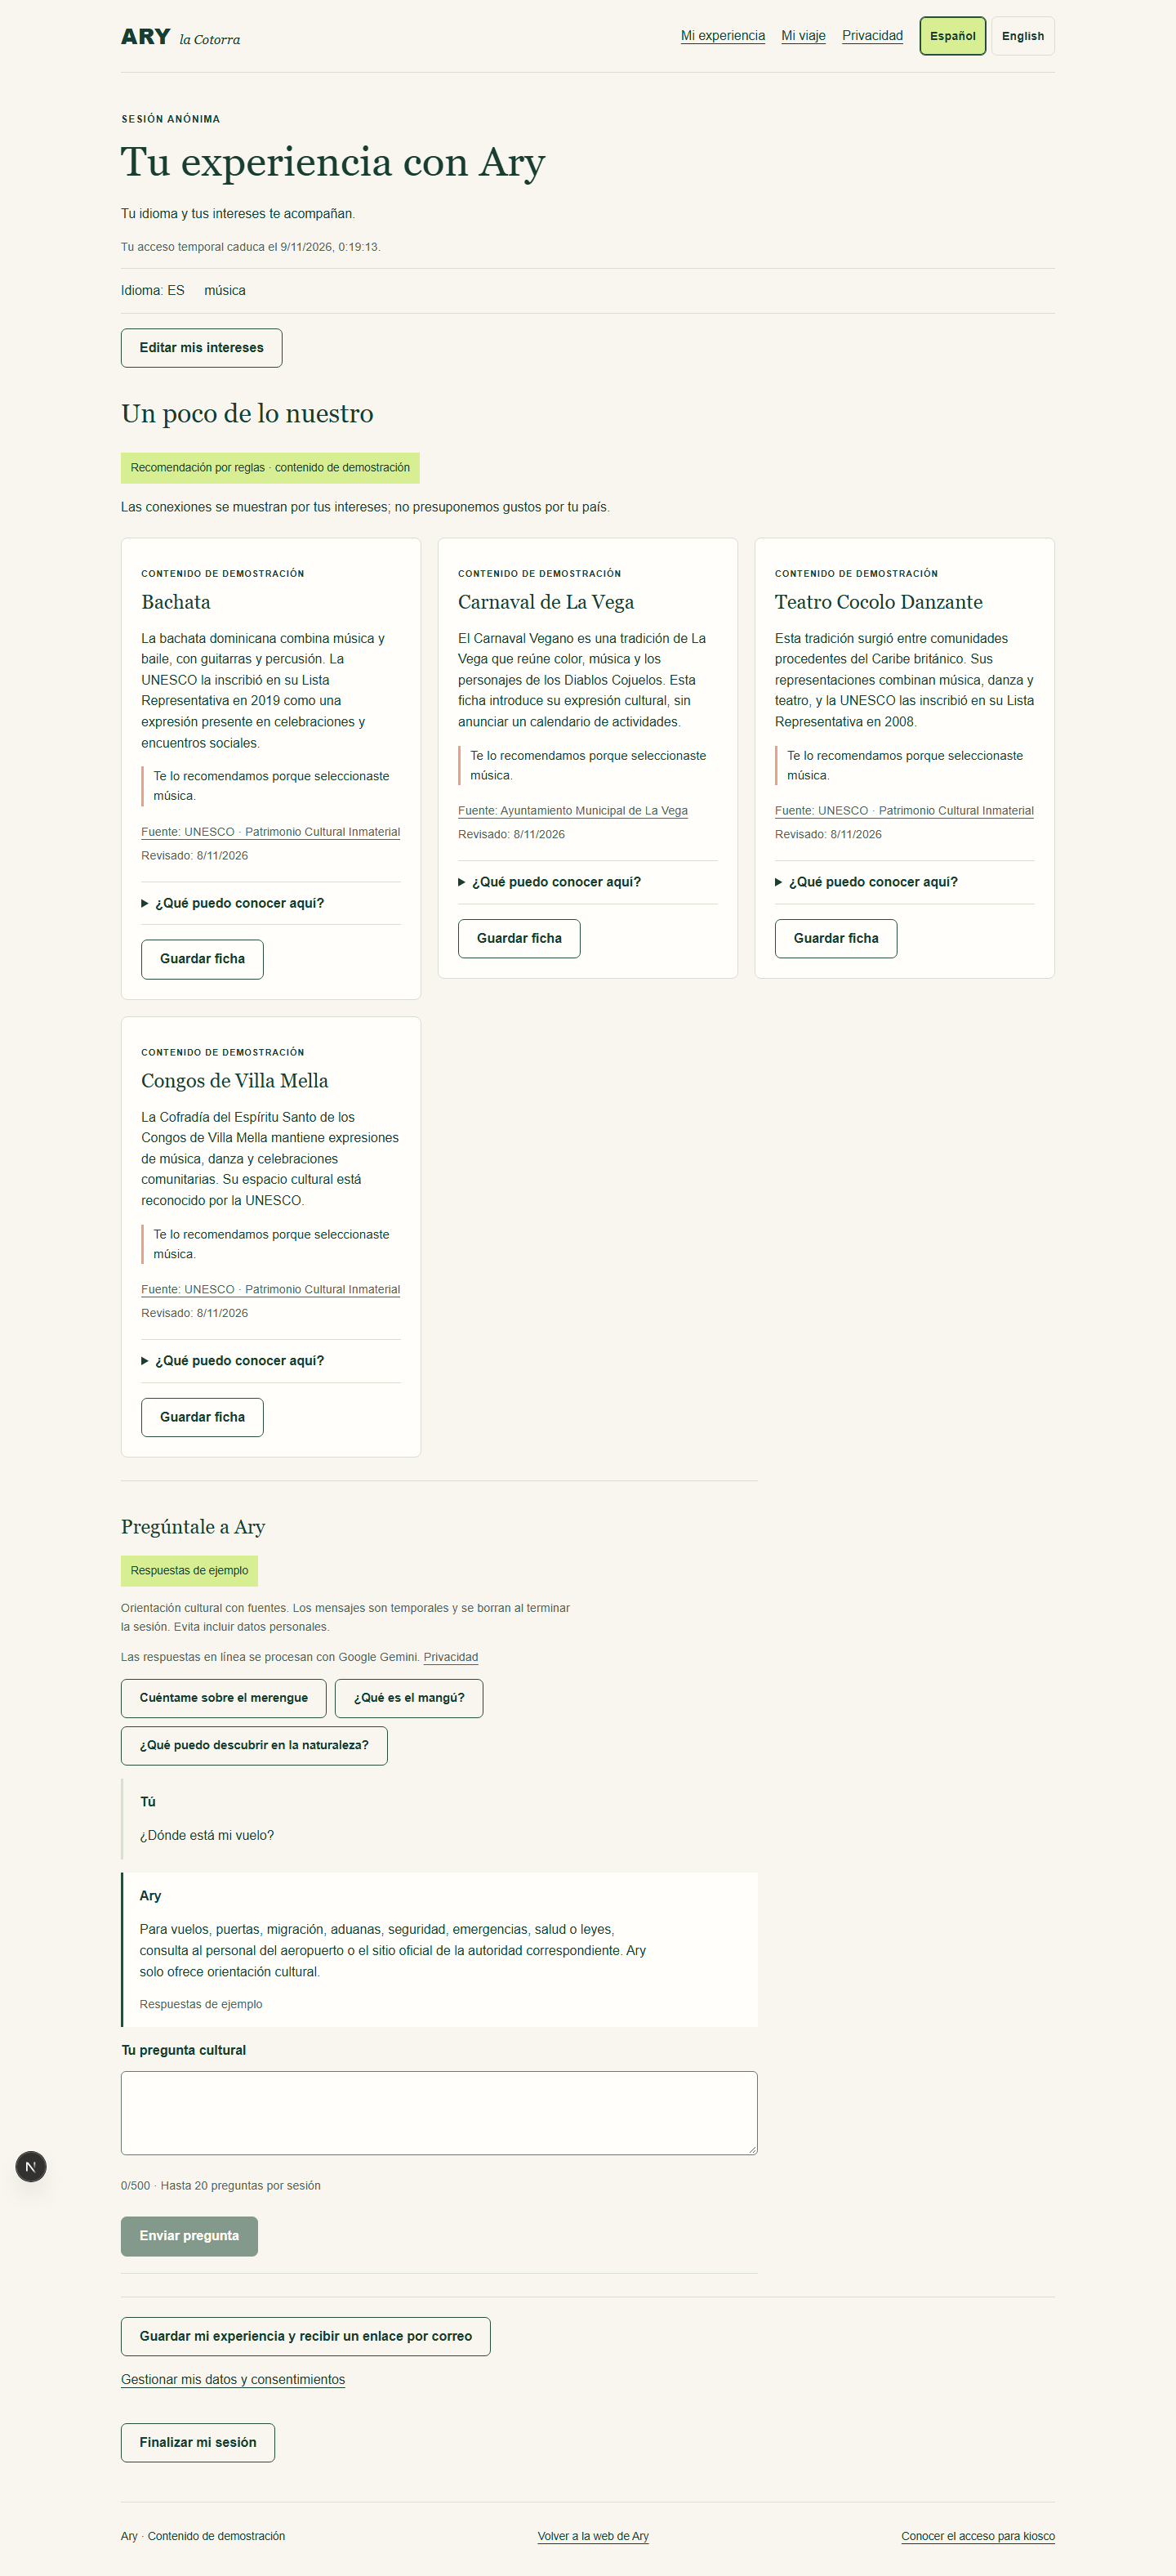 ARY la Cotorra
Mi experiencia
Mi viaje
Privacidad
Español
English
SESIÓN ANÓNIMA
Tu experiencia con Ary
Tu idioma y tus intereses te acompañan.
Tu acceso temporal caduca el 9/11/2026, 0:19:13.
Idioma: ES música
Editar mis intereses
Un poco de lo nuestro
Recomendación por reglas · contenido de demostración
Las conexiones se muestran por tus intereses; no presuponemos gustos por tu país.
CONTENIDO DE DEMOSTRACIÓN
Bachata
La bachata dominicana combina música y
baile, con guitarras y percusión. La
UNESCO la inscribió en su Lista
Representativa en 2019 como una
expresión presente en celebraciones y
encuentros sociales.
Te lo recomendamos porque seleccionaste
música.
Fuente: UNESCO · Patrimonio Cultural Inmaterial
Revisado: 8/11/2026
▶ ¿Qué puedo conocer aquí?
Guardar ficha
CONTENIDO DE DEMOSTRACIÓN
Carnaval de La Vega
El Carnaval Vegano es una tradición de La
Vega que reúne color, música y los
personajes de los Diablos Cojuelos. Esta
ficha introduce su expresión cultural, sin
anunciar un calendario de actividades.
Te lo recomendamos porque seleccionaste
música.
Fuente: Ayuntamiento Municipal de La Vega
Revisado: 8/11/2026
▶ ¿Qué puedo conocer aquí?
Guardar ficha
CONTENIDO DE DEMOSTRACIÓN
Teatro Cocolo Danzante
Esta tradición surgió entre comunidades
procedentes del Caribe británico. Sus
representaciones combinan música, danza y
teatro, y la UNESCO las inscribió en su Lista
Representativa en 2008.
Te lo recomendamos porque seleccionaste
música.
Fuente: UNESCO · Patrimonio Cultural Inmaterial
Revisado: 8/11/2026
▶ ¿Qué puedo conocer aquí?
Guardar ficha
CONTENIDO DE DEMOSTRACIÓN
Congos de Villa Mella
La Cofradía del Espíritu Santo de los
Congos de Villa Mella mantiene expresiones
de música, danza y celebraciones
comunitarias. Su espacio cultural está
reconocido por la UNESCO.
Te lo recomendamos porque seleccionaste
música.
Fuente: UNESCO · Patrimonio Cultural Inmaterial
Revisado: 8/11/2026
▶ ¿Qué puedo conocer aquí?
Guardar ficha
Pregúntale a Ary
Respuestas de ejemplo
Orientación cultural con fuentes. Los mensajes son temporales y se borran al terminar
la sesión. Evita incluir datos personales.
Las respuestas en línea se procesan con Google Gemini. Privacidad
Cuéntame sobre el merengue
¿Qué es el mangú?
¿Qué puedo descubrir en la naturaleza?
Tú
¿Dónde está mi vuelo?
Ary
Para vuelos, puertas, migración, aduanas, seguridad, emergencias, salud o leyes,
consulta al personal del aeropuerto o el sitio oficial de la autoridad correspondiente. Ary
solo ofrece orientación cultural.
Respuestas de ejemplo
Tu pregunta cultural
N
0/500 · Hasta 20 preguntas por sesión
Enviar pregunta
Guardar mi experiencia y recibir un enlace por correo
Gestionar mis datos y consentimientos
Finalizar mi sesión
Ary · Contenido de demostración
Volver a la web de Ary
Conocer el acceso para kiosco